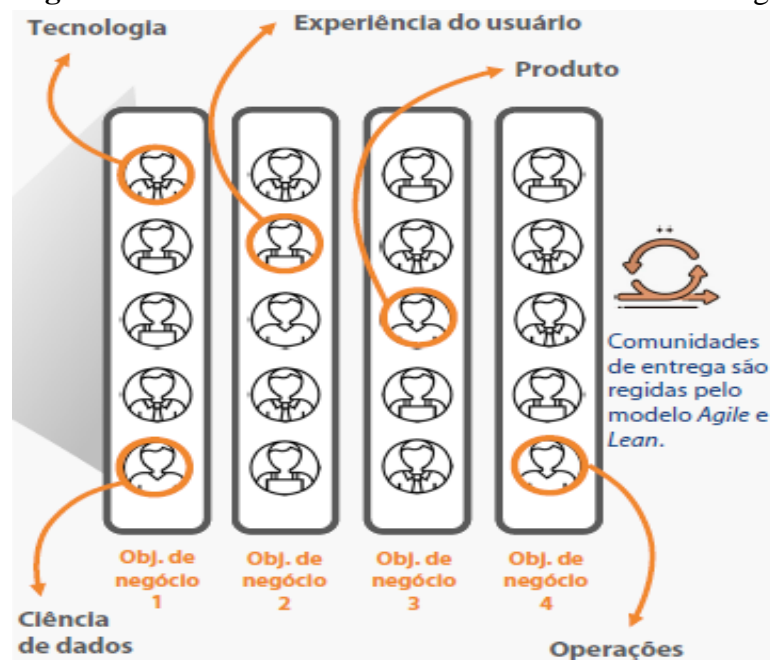 Tecnologia
Experiência do usuário
Produto
Comunidades
de entrega são
regidas pelo
modelo Agile e
Lean.
Obj. de
negócio
1
Obj. de
negócio
2
Obj. de
negócio
3
Obj. de
negócio
4
Ciência
de dados
Operações